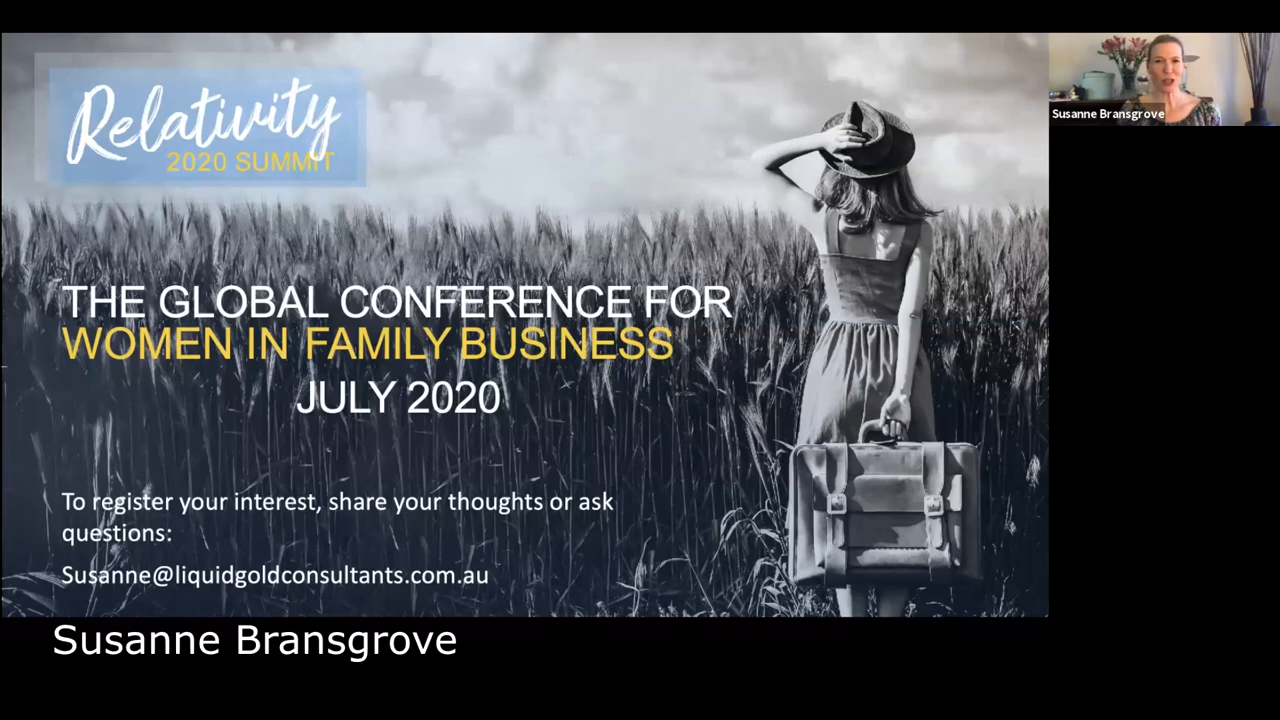 Relativity
2020 SUMMIT
Susanne Bransgrove
THE GLOBAL CONFERENCE FOR
WOMEN IN FAMILY BUSINESS
JULY 2020
To register your interest, share your thoughts or ask
questions:
Susanne@liquidgoldconsultants.com.au
Susanne Bransgrove